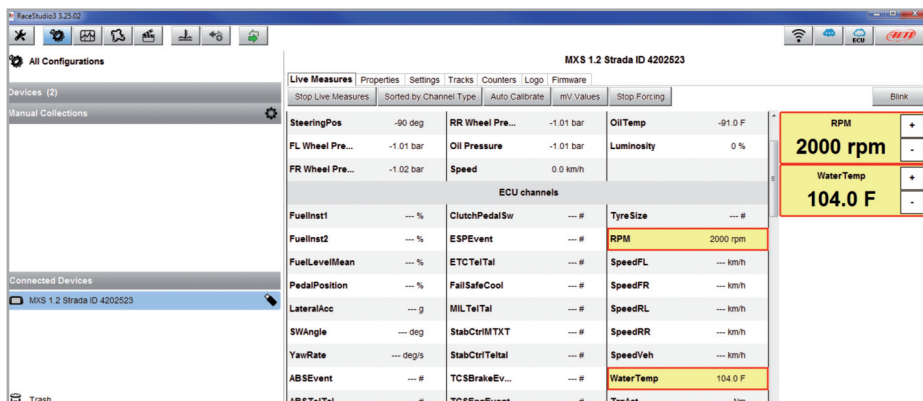 RaceStudio3 3.25.02
ECU
AiM
All Configurations
MXS 1.2 Strada ID 4202523
Devices (2)
Live Measures Properties Settings Tracks Counters Logo Firmware
Stop Live Measures Sorted by Channel Type Auto Calibrate mV Values Stop Forcing Blink
Manual Collections
SteeringPos -90 deg RR Wheel Pre... -1.01 bar OilTemp -91.0 F
FL Wheel Pre... -1.01 bar Oil Pressure -1.01 bar Luminosity 0 %
FR Wheel Pre... -1.02 bar Speed 0.0 km/h
ECU channels
FuelInst1 --- % ClutchPedalSw --- # TyreSize --- #
FuelInst2 --- % ESPEvent --- # RPM 2000 rpm
FuelLevelMean --- % ETCTelTal --- # SpeedFL --- km/h
PedalPosition --- % FailSafeCool --- # SpeedFR --- km/h
LateralAcc --- g MILTelTal --- # SpeedRL --- km/h
SWAngle --- deg StabCtrlMTXT --- # SpeedRR --- km/h
YawRate --- deg/s StabCtrlTeltal --- # SpeedVeh --- km/h
ABSEvent --- # TCSBrakeEv... --- # WaterTemp 104.0 F
RPM +
2000 rpm -
WaterTemp +
104.0 F -
Connected Devices
MXS 1.2 Strada ID 4202523
Trash